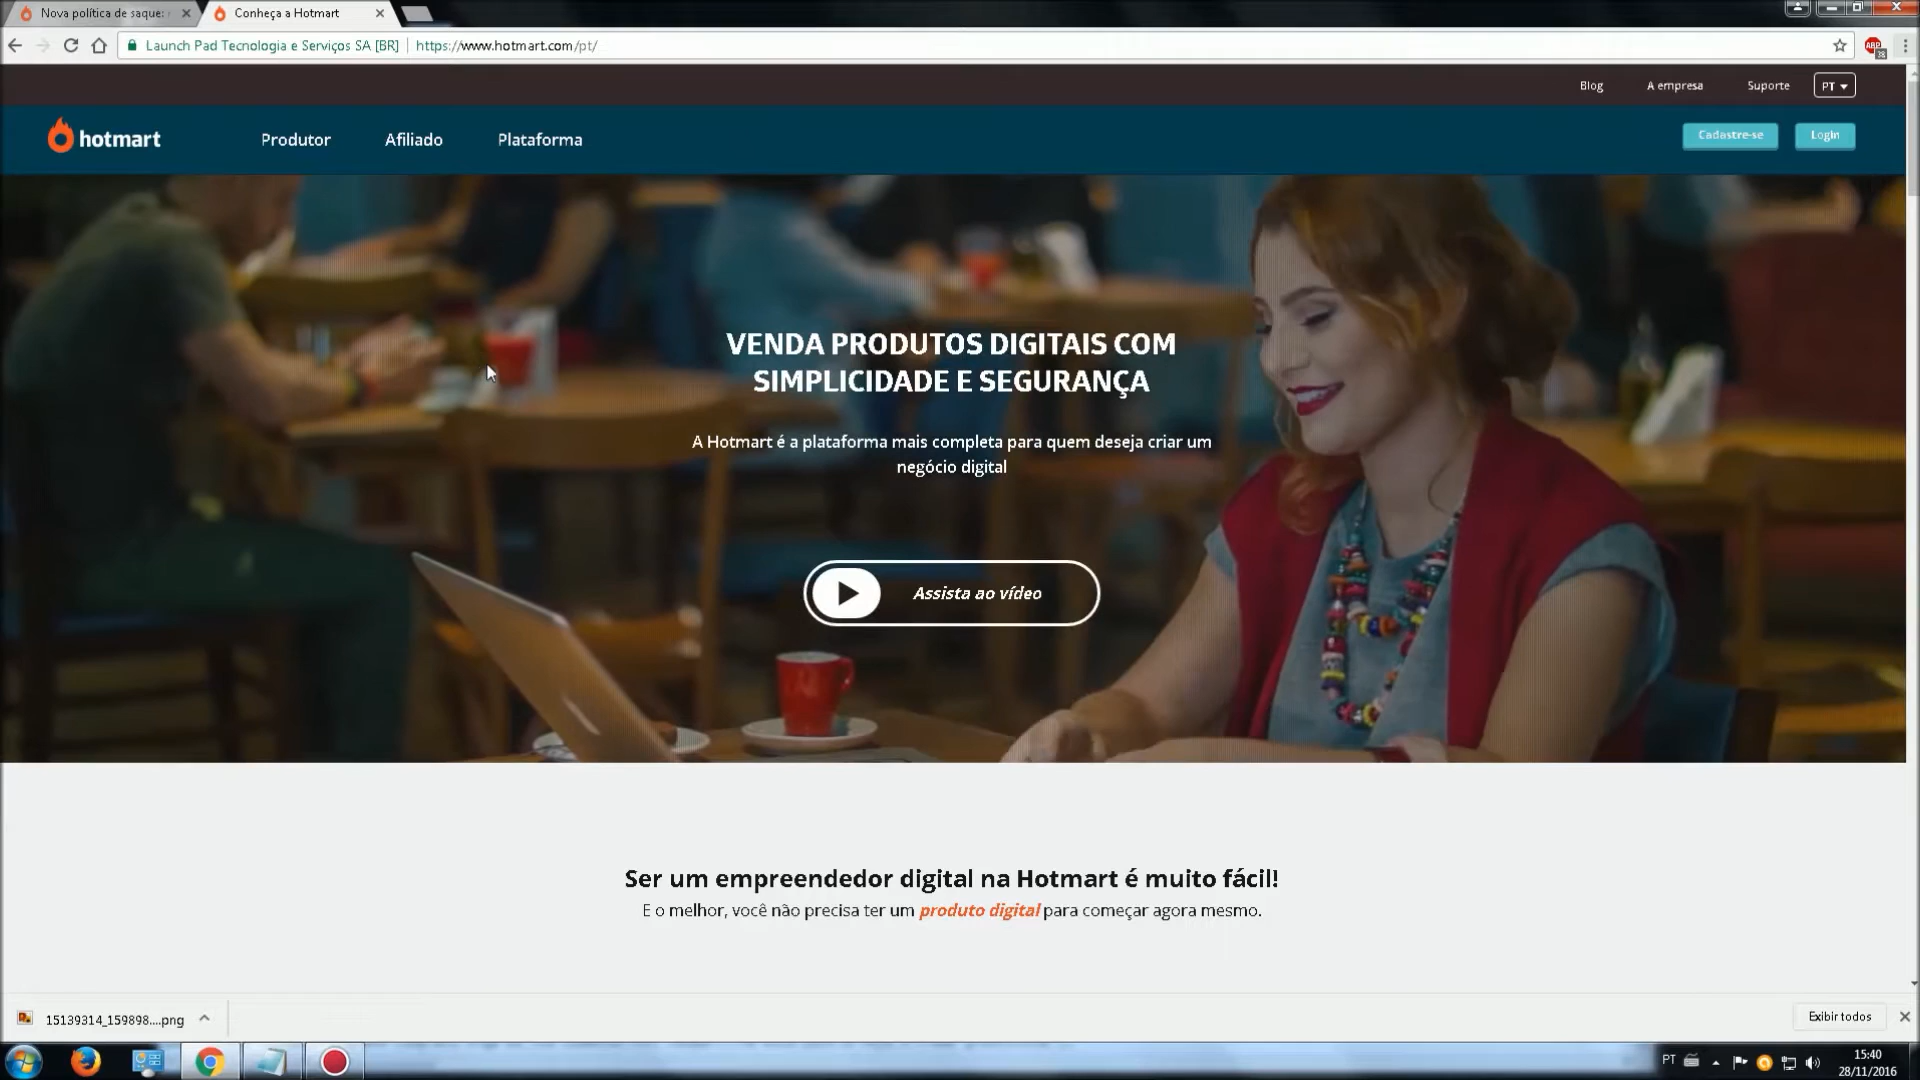 Nova política de saque:
Conheça a Hotmart
Launch Pad Tecnologia e Serviços SA [BR]
https://www.hotmart.com/pt/
ABP
Blog
A empresa
Suporte
PT
hotmart
Produtor
Afiliado
Plataforma
Cadastre-se
Login
VENDA PRODUTOS DIGITAIS COM
SIMPLICIDADE E SEGURANÇA
A Hotmart é a plataforma mais completa para quem deseja criar um
negócio digital
Assista ao vídeo
Ser um empreendedor digital na Hotmart é muito fácil!
E o melhor, você não precisa ter um produto digital para começar agora mesmo.
15139314_159898....png
Exibir todos
PT
15:40
28/11/2016